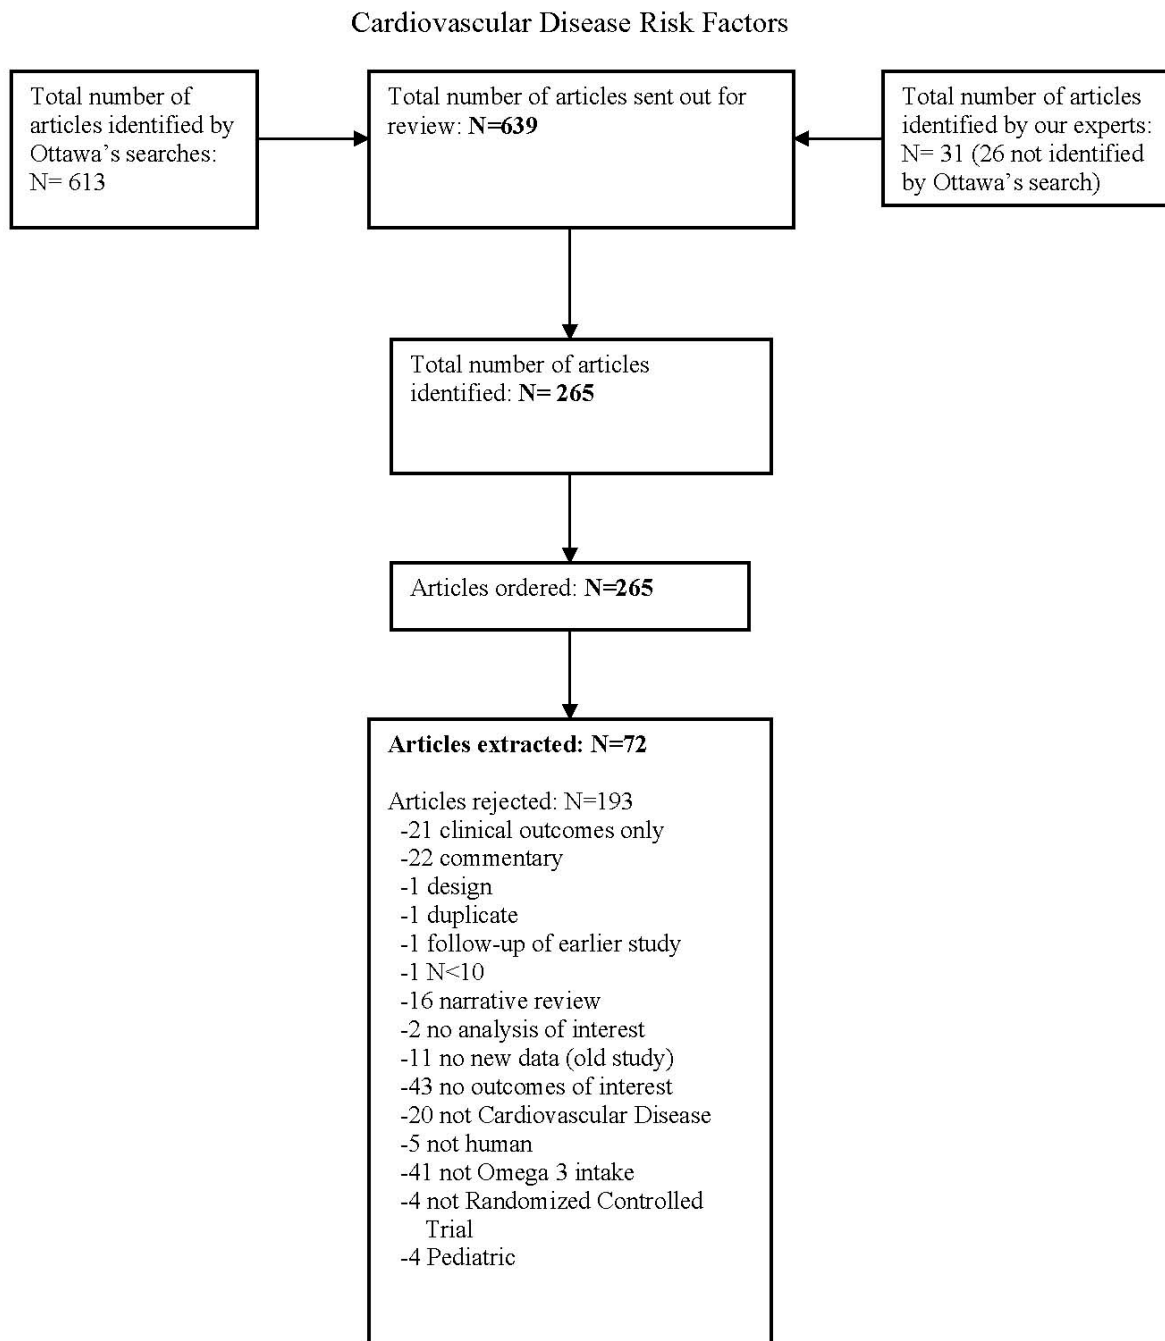 Cardiovascular Disease Risk Factors
Total number of
articles identified by
Ottawa’s searches:
N= 613
Total number of articles sent out for
review: N=639
Total number of articles
identified by our experts:
N= 31 (26 not identified
by Ottawa’s search)
Total number of articles
identified: N= 265
Articles ordered: N=265
Articles extracted: N=72
Articles rejected: N=193
-21 clinical outcomes only
-22 commentary
-1 design
-1 duplicate
-1 follow-up of earlier study
-1 N<10
-16 narrative review
-2 no analysis of interest
-11 no new data (old study)
-43 no outcomes of interest
-20 not Cardiovascular Disease
-5 not human
-41 not Omega 3 intake
-4 not Randomized Controlled
Trial
-4 Pediatric